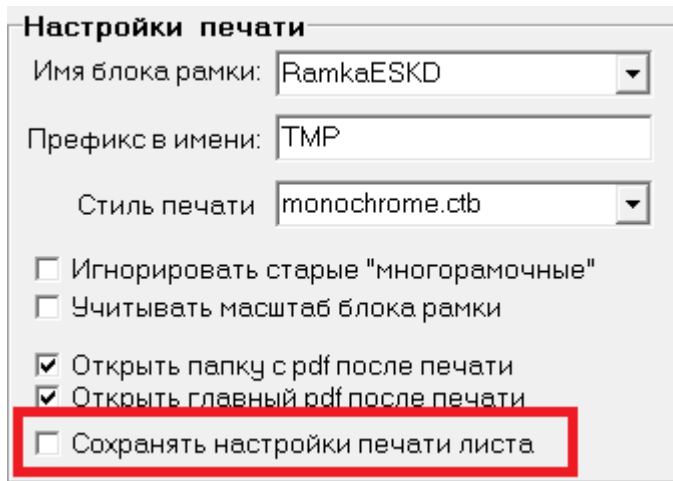 Настройки печати
Имя блока рамки: RamkaESKD
Префикс в имени: TMP
Стиль печати monochrome.ctb
Игнорировать старые "многорамочные"
Учитывать масштаб блока рамки
Открыть папку с pdf после печати
Открыть главный pdf после печати
Сохранять настройки печати листа